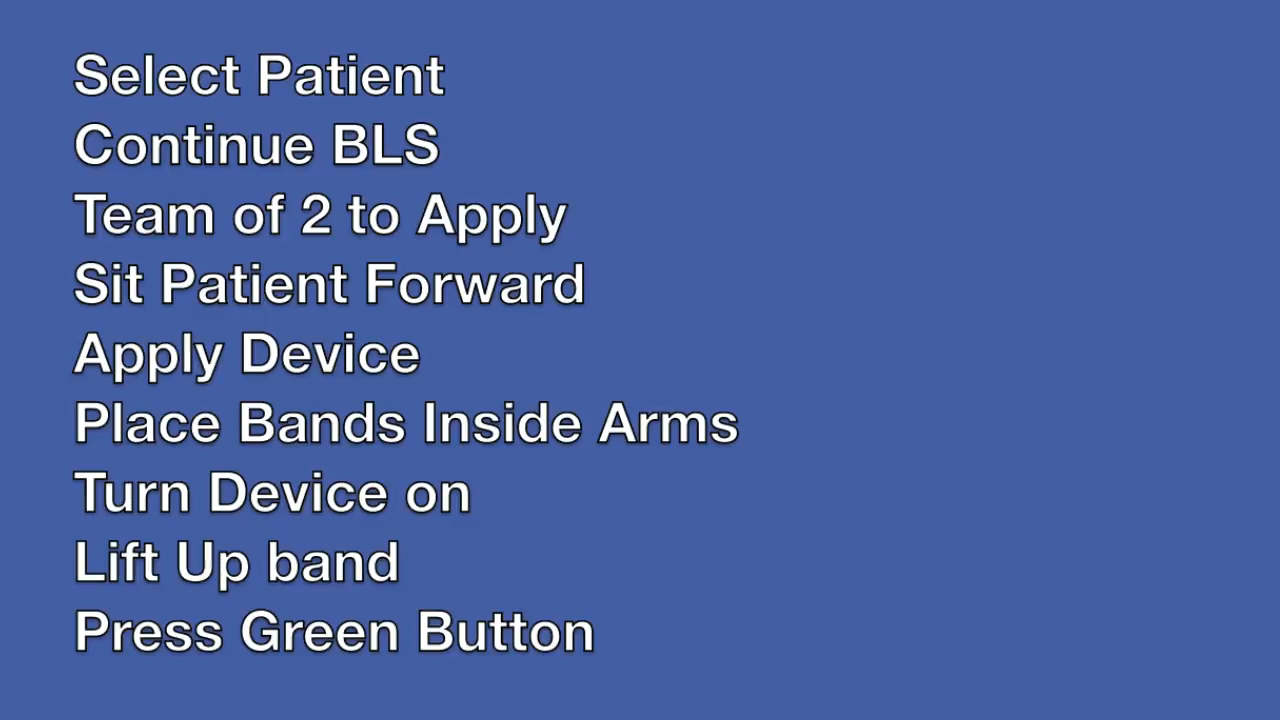 Select Patient
Continue BLS
Team of 2 to Apply
Sit Patient Forward
Apply Device
Place Bands Inside Arms
Turn Device on
Lift Up band
Press Green Button